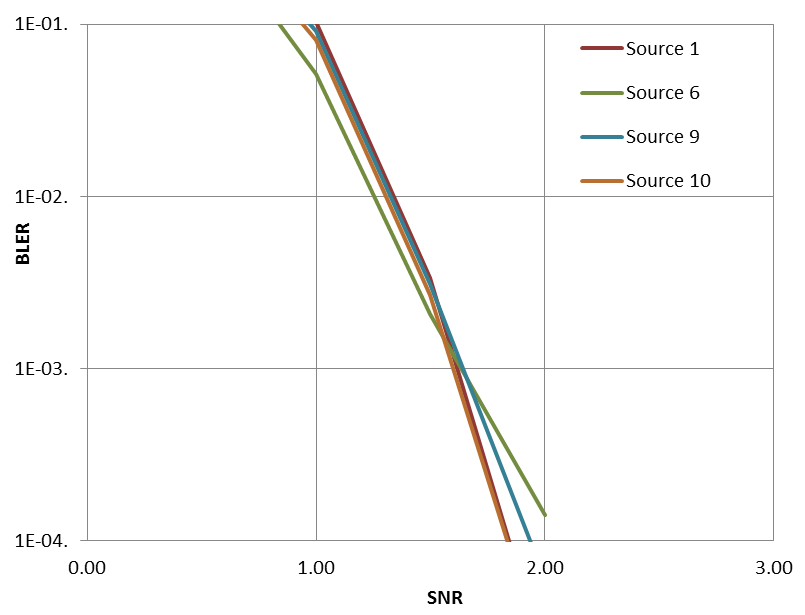 1E-01.
Source 1
Source 6
Source 9
Source 10
1E-02.
BLER
1E-03.
1E-04.
0.00 1.00 2.00 3.00
SNR